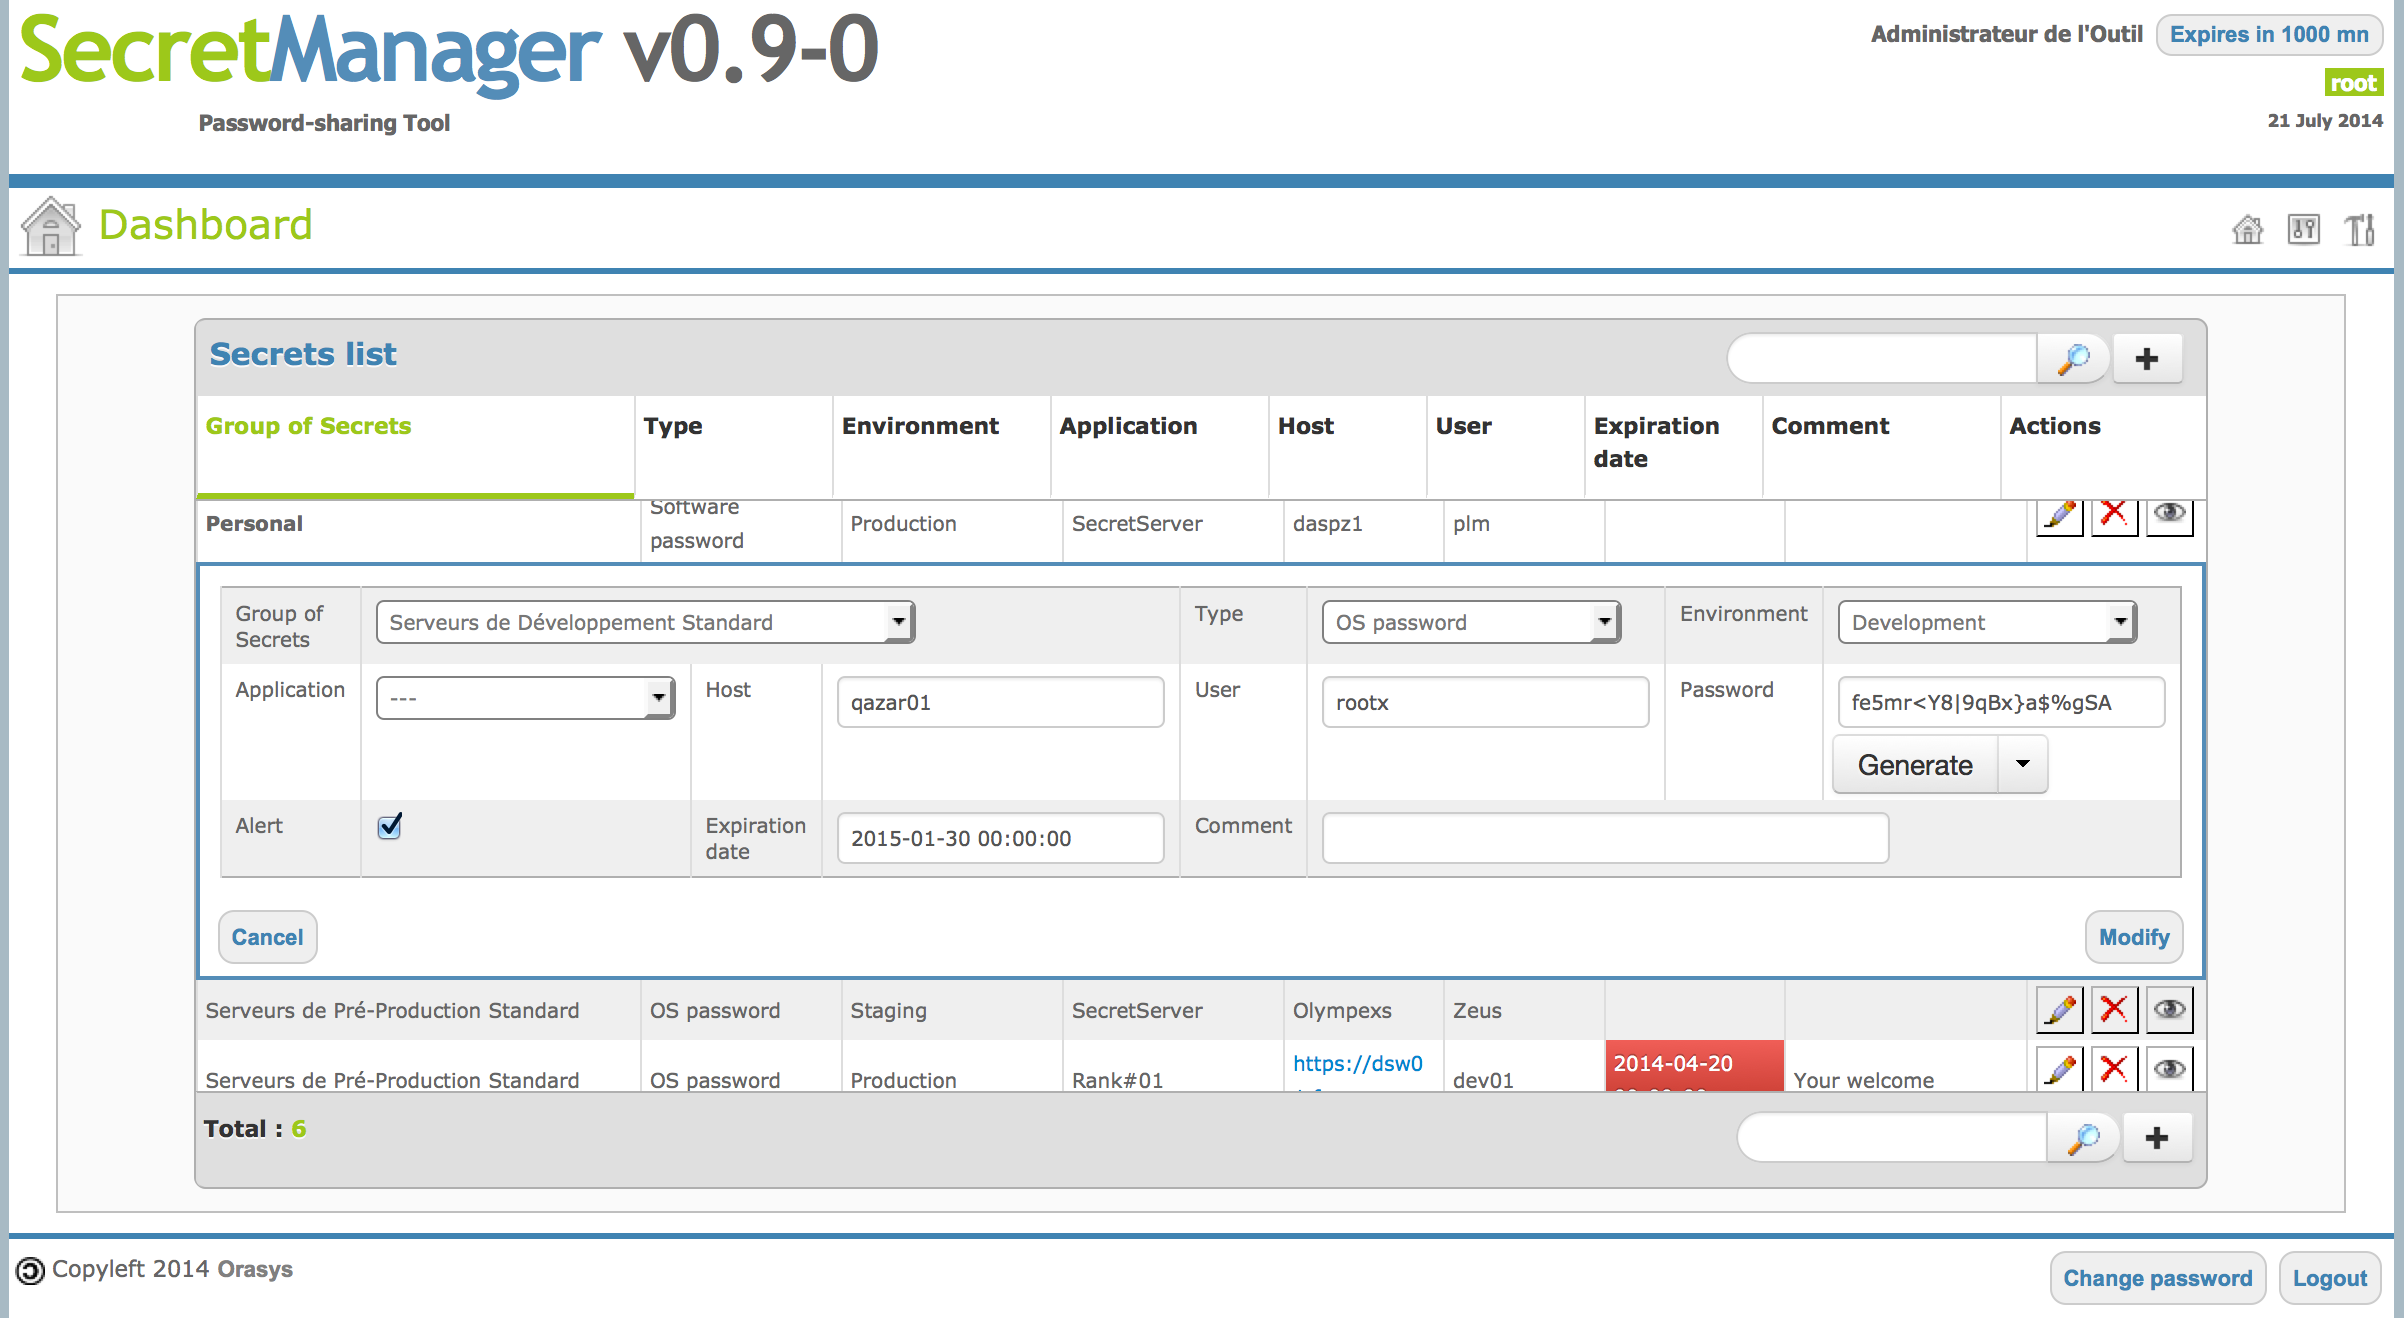 SecretManager v0.9-0
Password-sharing Tool
Administrateur de l'Outil Expires in 1000 mn
root
21 July 2014
Dashboard
Secrets list
Group of Secrets Type Environment Application Host User Expiration date Comment Actions
Personal Software password Production SecretServer daspz1 plm
Group of Secrets Serveurs de Développement Standard Type OS password Environment Development
Application --- Host qazar01 User rootx Password fe5mr<Y8|9qBx}a$%gSA
Generate
Alert Expiration date 2015-01-30 00:00:00 Comment
Cancel Modify
Serveurs de Pré-Production Standard OS password Staging SecretServer Olympexs Zeus
Serveurs de Pré-Production Standard OS password Production Rank#01 https://dsw0 dev01 2014-04-20 Your welcome
Total : 6
Copyleft 2014 Orasys
Change password Logout